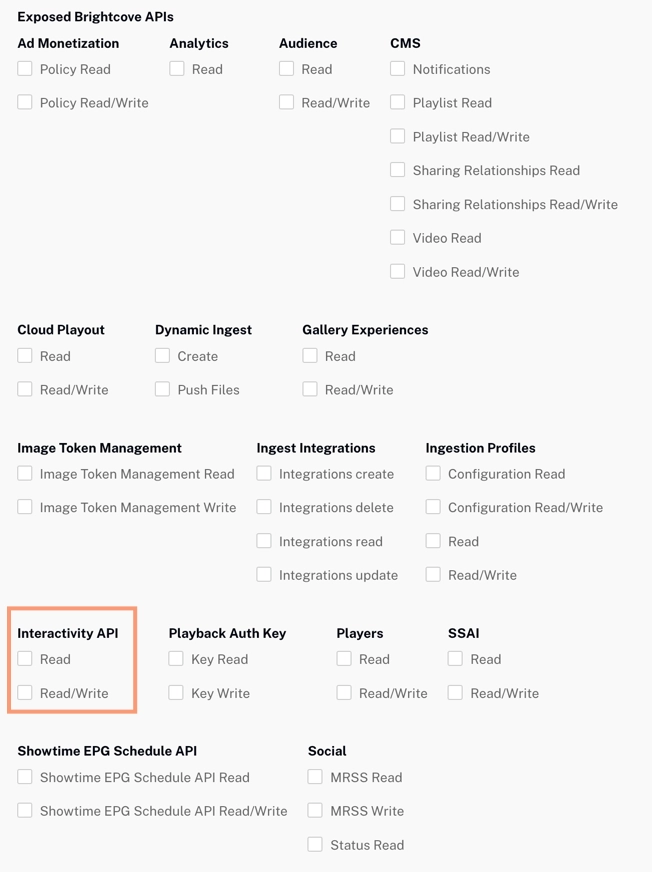 Exposed Brightcove APIs
Ad Monetization
Policy Read
Policy Read/Write
Analytics
Read
Audience
Read
Read/Write
CMS
Notifications
Playlist Read
Playlist Read/Write
Sharing Relationships Read
Sharing Relationships Read/Write
Video Read
Video Read/Write
Cloud Playout
Read
Read/Write
Dynamic Ingest
Create
Push Files
Gallery Experiences
Read
Read/Write
Image Token Management
Image Token Management Read
Image Token Management Write
Ingest Integrations
Integrations create
Integrations delete
Integrations read
Integrations update
Ingestion Profiles
Configuration Read
Configuration Read/Write
Read
Read/Write
Interactivity API
Read
Read/Write
Playback Auth Key
Key Read
Key Write
Players
Read
Read/Write
SSAI
Read
Read/Write
Showtime EPG Schedule API
Showtime EPG Schedule API Read
Showtime EPG Schedule API Read/Write
Social
MRSS Read
MRSS Write
Status Read